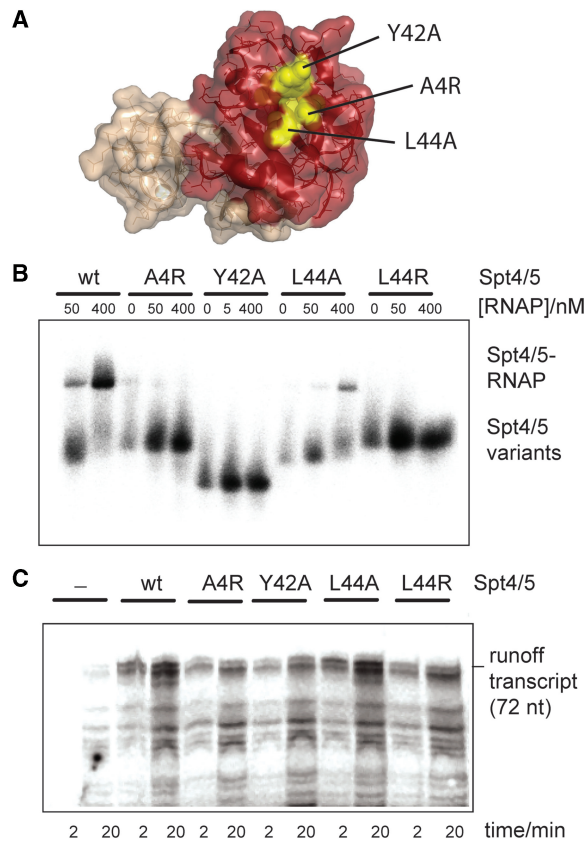 A
Y42A
A4R
L44A
B
wt A4R Y42A L44A L44R Spt4/5
50 400 0 50 400 0 5 400 0 50 400 0 50 400 [RNAP]/nM
Spt4/5-
RNAP
Spt4/5
variants
C
– wt A4R Y42A L44A L44R Spt4/5
runoff
transcript
(72 nt)
2 20 2 20 2 20 2 20 2 20 2 20 time/min